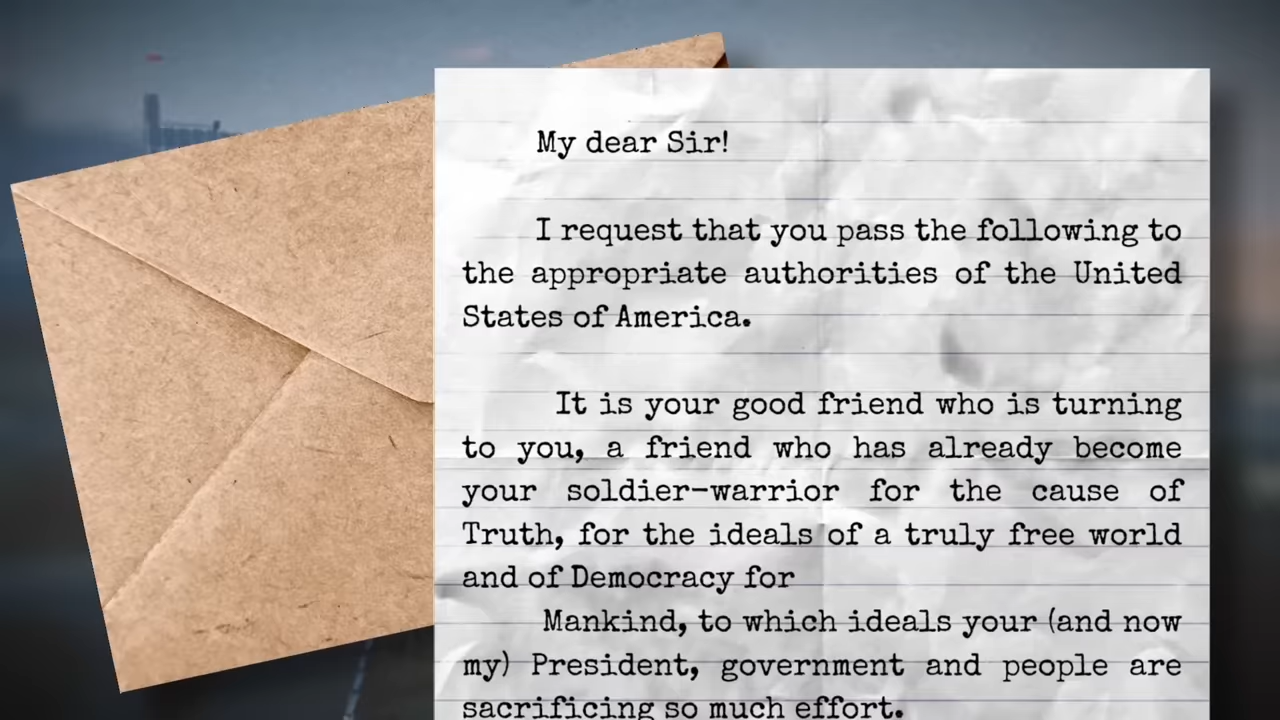 My dear Sir!
I request that you pass the following to
the appropriate authorities of the United
States of America.
It is your good friend who is turning
to you, a friend who has already become
your soldier-warrior for the cause of
Truth, for the ideals of a truly free world
and of Democracy for
Mankind, to which ideals your (and now
my) President, government and people are
sacrificing so much effort.